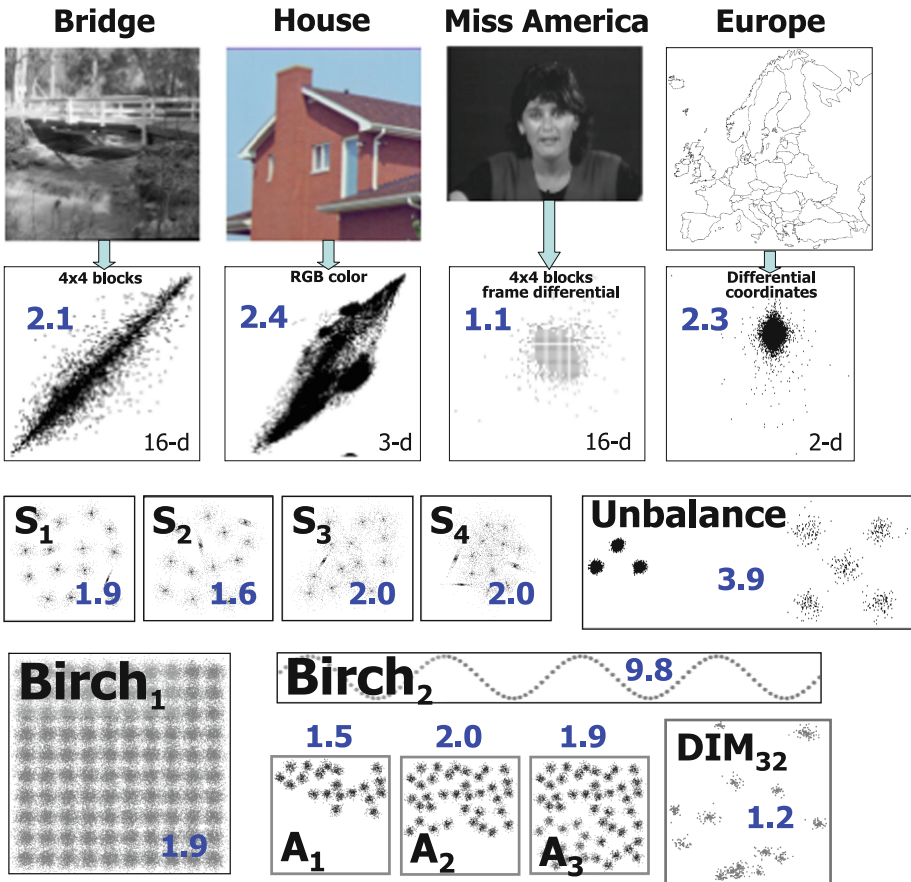 Bridge
House
Miss America
Europe
4x4 blocks
2.1
16-d
RGB color
2.4
3-d
4x4 blocks
frame differential
1.1
16-d
Differential
coordinates
2.3
2-d
S1
1.9
S2
1.6
S3
2.0
S4
2.0
Unbalance
3.9
Birch1
1.9
Birch2
9.8
1.5
2.0
1.9
A1
A2
A3
DIM32
1.2